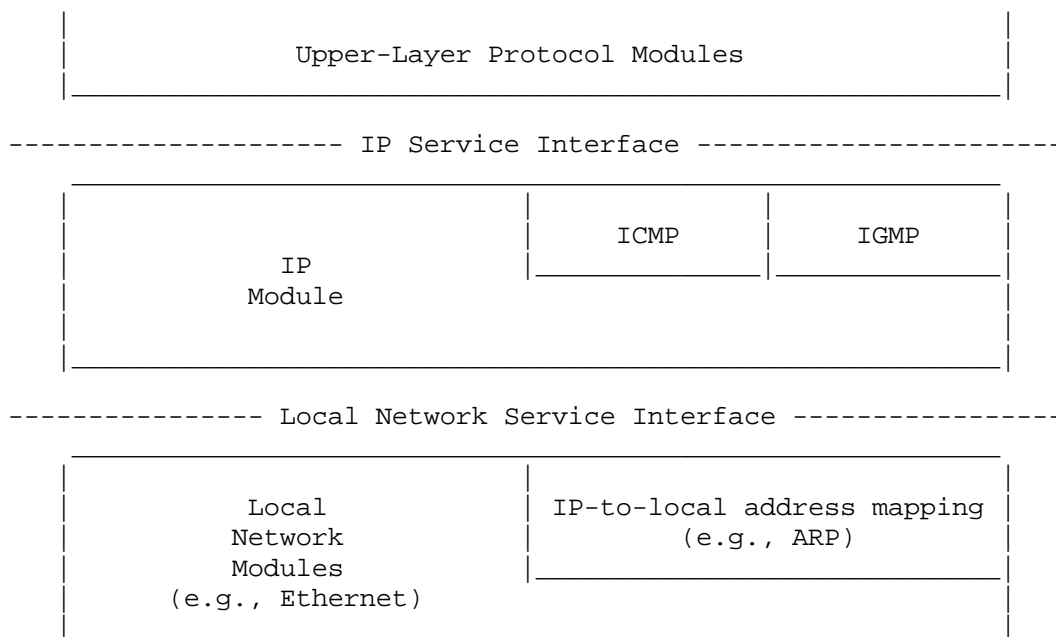 Upper-Layer Protocol Modules
--------------------- IP Service Interface -----------------------
ICMP IGMP
IP
Module
---------------- Local Network Service Interface -----------------
Local IP-to-local address mapping
Network (e.g., ARP)
Modules
(e.g., Ethernet)